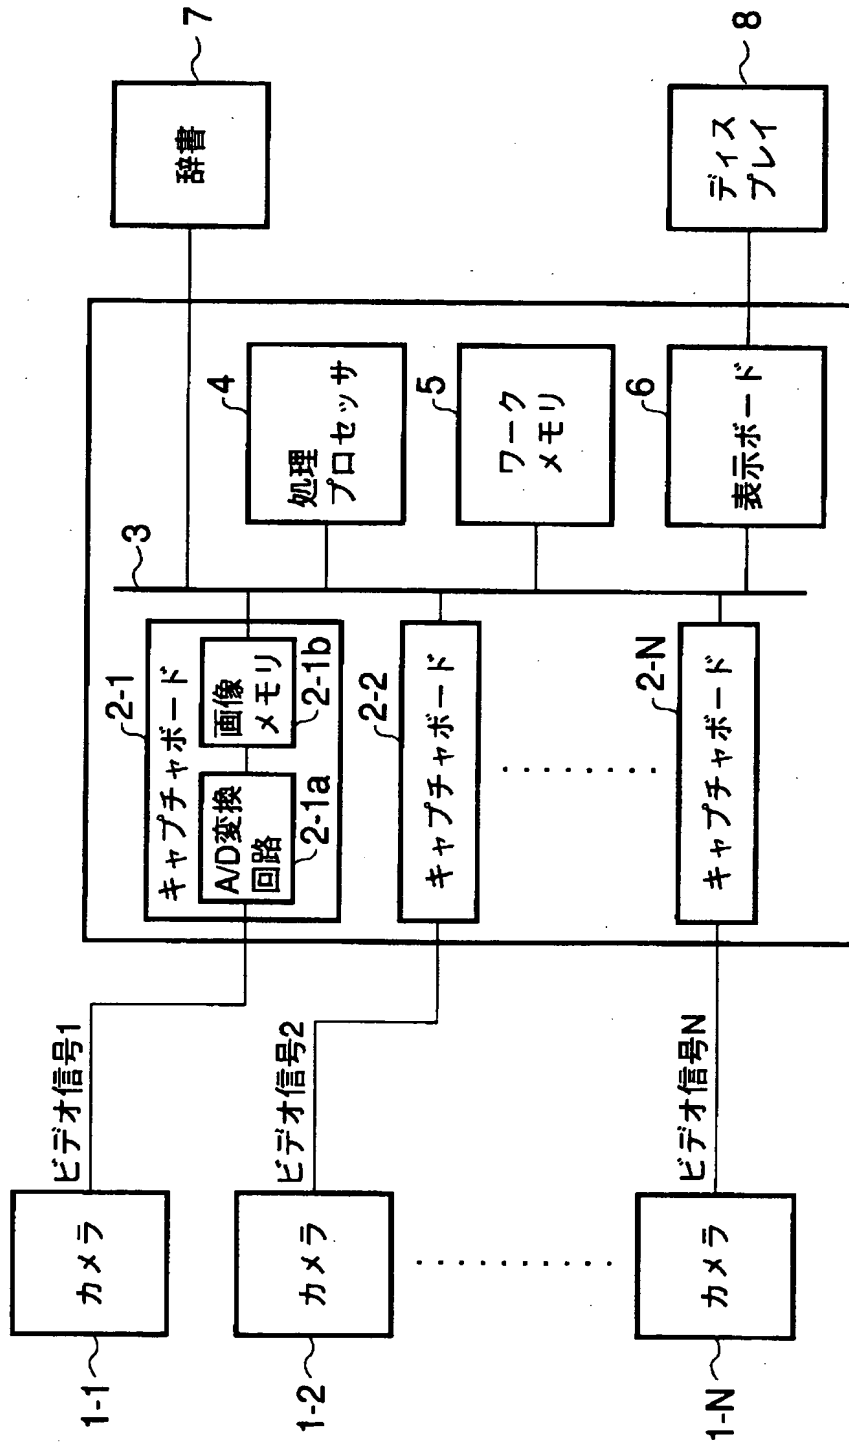 1-1
カメラ
ビデオ信号1
1-2
カメラ
ビデオ信号2
1-N
カメラ
ビデオ信号N
2-1
キャプチャボード
A/D変換
回路
2-1a
画像
メモリ
2-1b
2-2
キャプチャボード
2-N
キャプチャボード
3
4
処理
プロセッサ
5
ワーク
メモリ
6
表示ボード
7
辞書
8
ディス
プレイ